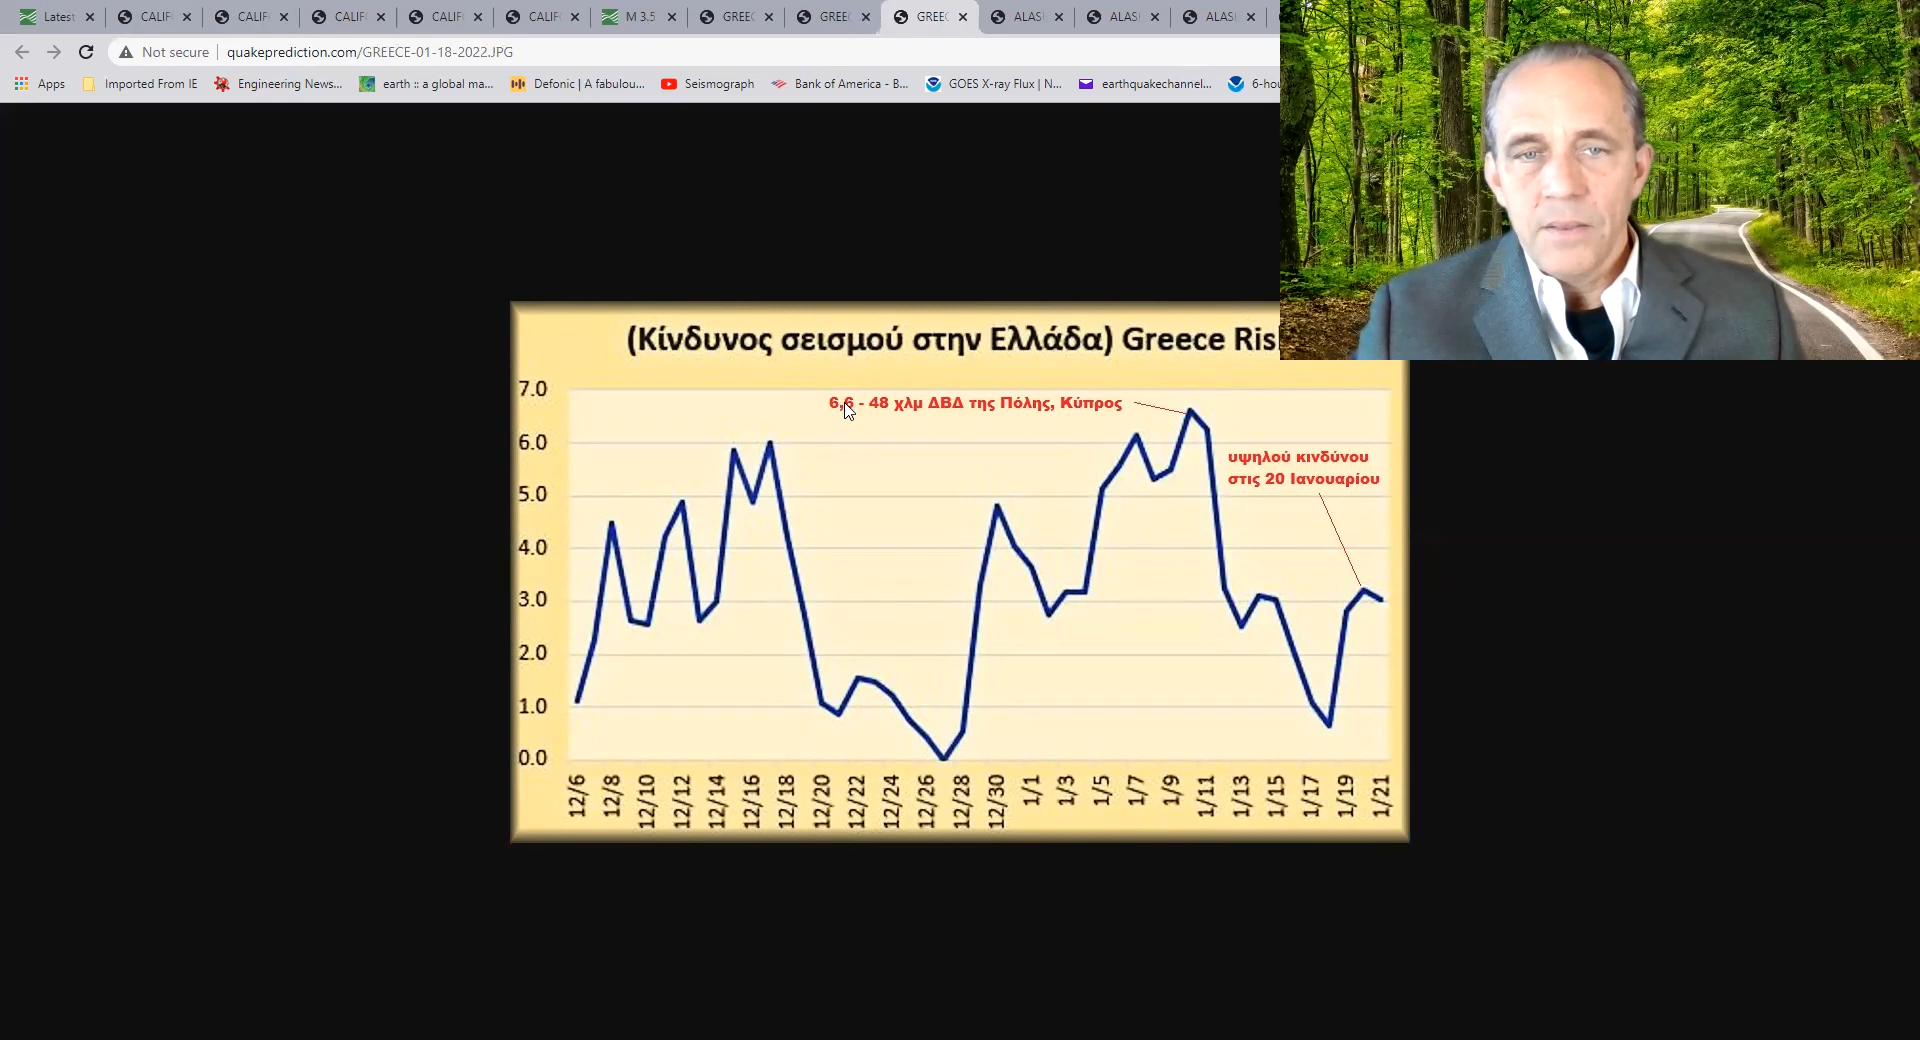 Latest
CALIF
CALIF
CALIF
CALIF
CALIF
M 3.5
GREEC
GREEC
GREEC
ALAS
ALAS
ALAS
Not secure
quakeprediction.com/GREECE-01-18-2022.JPG
Apps
Imported From IE
Engineering News...
earth :: a global ma...
Defonic | A fabulou...
Seismograph
Bank of America - B...
GOES X-ray Flux | N...
earthquakechannel...
6-hou
(Κίνδυνος σεισμού στην Ελλάδα) Greece Ris
7.0
6,6 - 48 χλμ ΔΒΔ της Πόλης, Κύπρος
6.0
υψηλού κινδύνου
στις 20 Ιανουαρίου
5.0
4.0
3.0
2.0
1.0
0.0
12/6
12/8
12/10
12/12
12/14
12/16
12/18
12/20
12/22
12/24
12/26
12/28
12/30
1/1
1/3
1/5
1/7
1/9
1/11
1/13
1/15
1/17
1/19
1/21